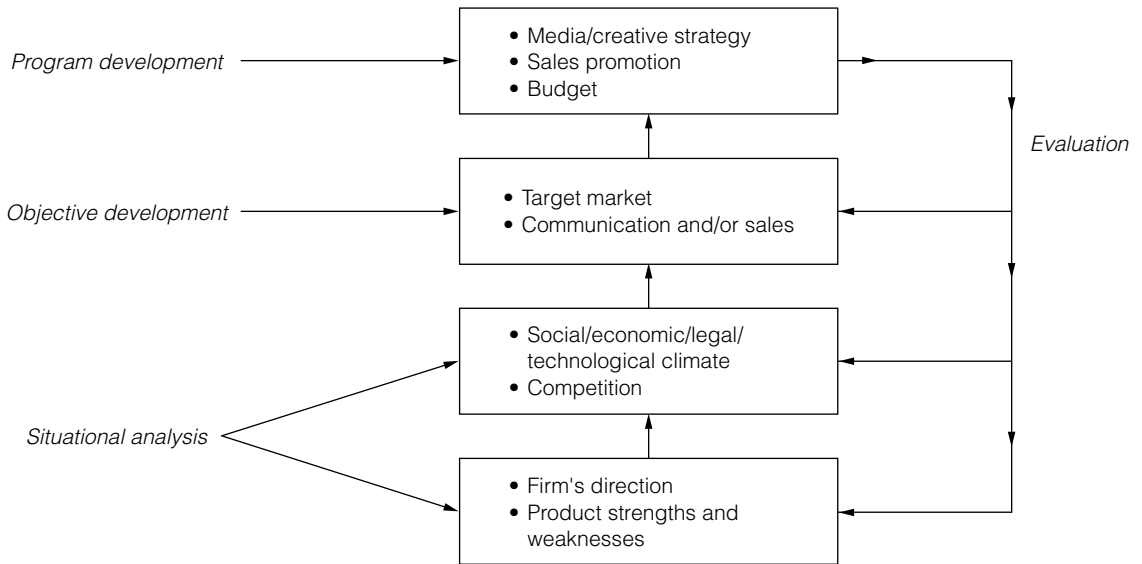 Program development
• Media/creative strategy
• Sales promotion
• Budget
Evaluation
Objective development
• Target market
• Communication and/or sales
• Social/economic/legal/
technological climate
• Competition
Situational analysis
• Firm's direction
• Product strengths and
weaknesses